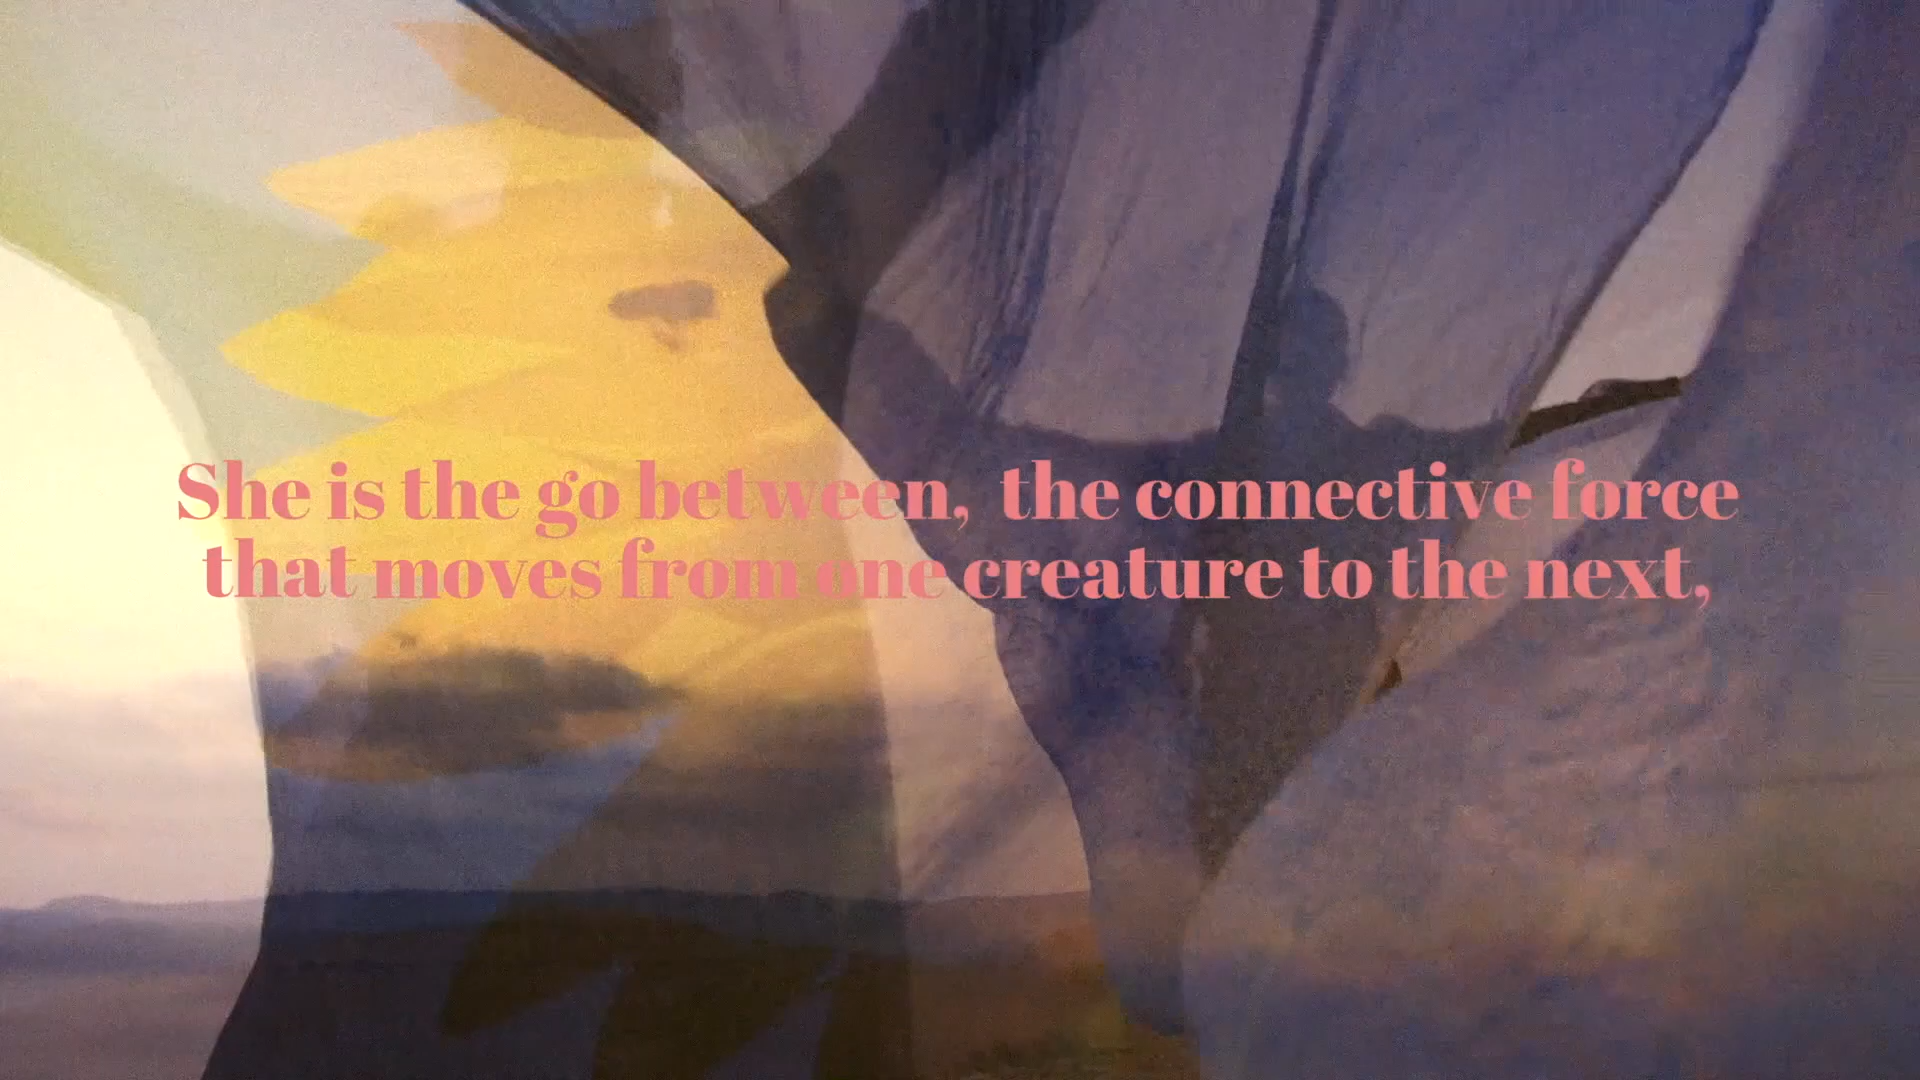 She is the go between, the connective force
that moves from one creature to the next,